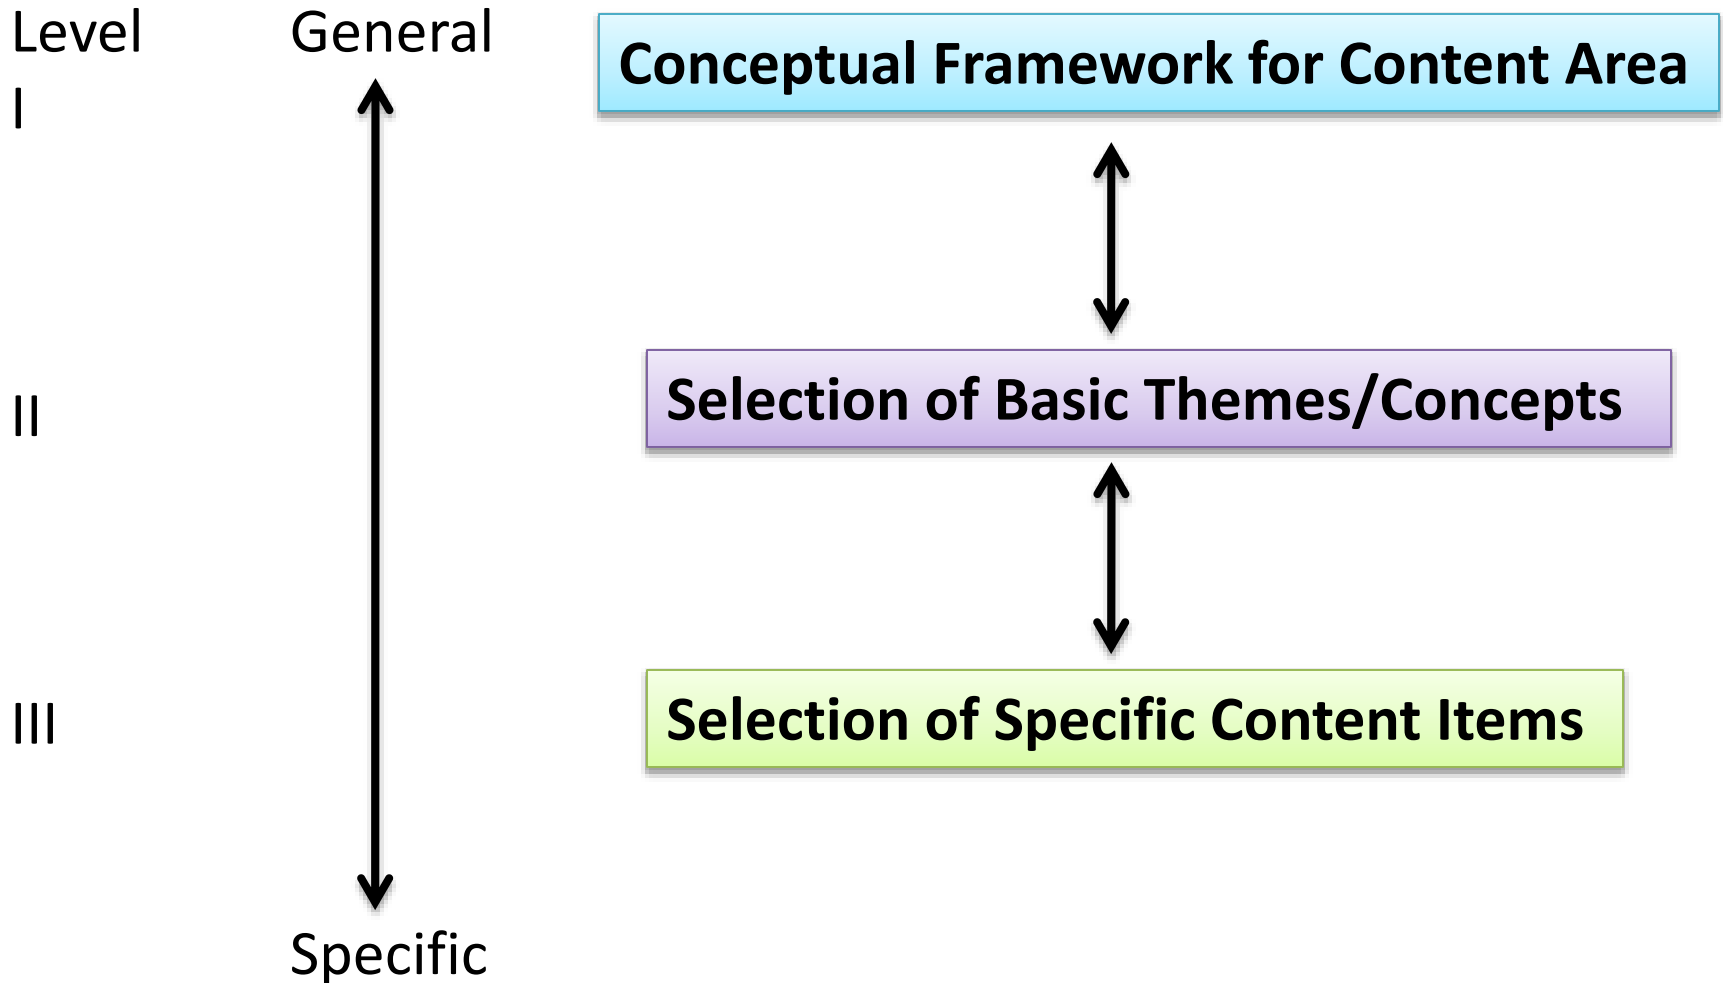 Level
General
Conceptual Framework for Content Area
I
II
Selection of Basic Themes/Concepts
III
Selection of Specific Content Items
Specific